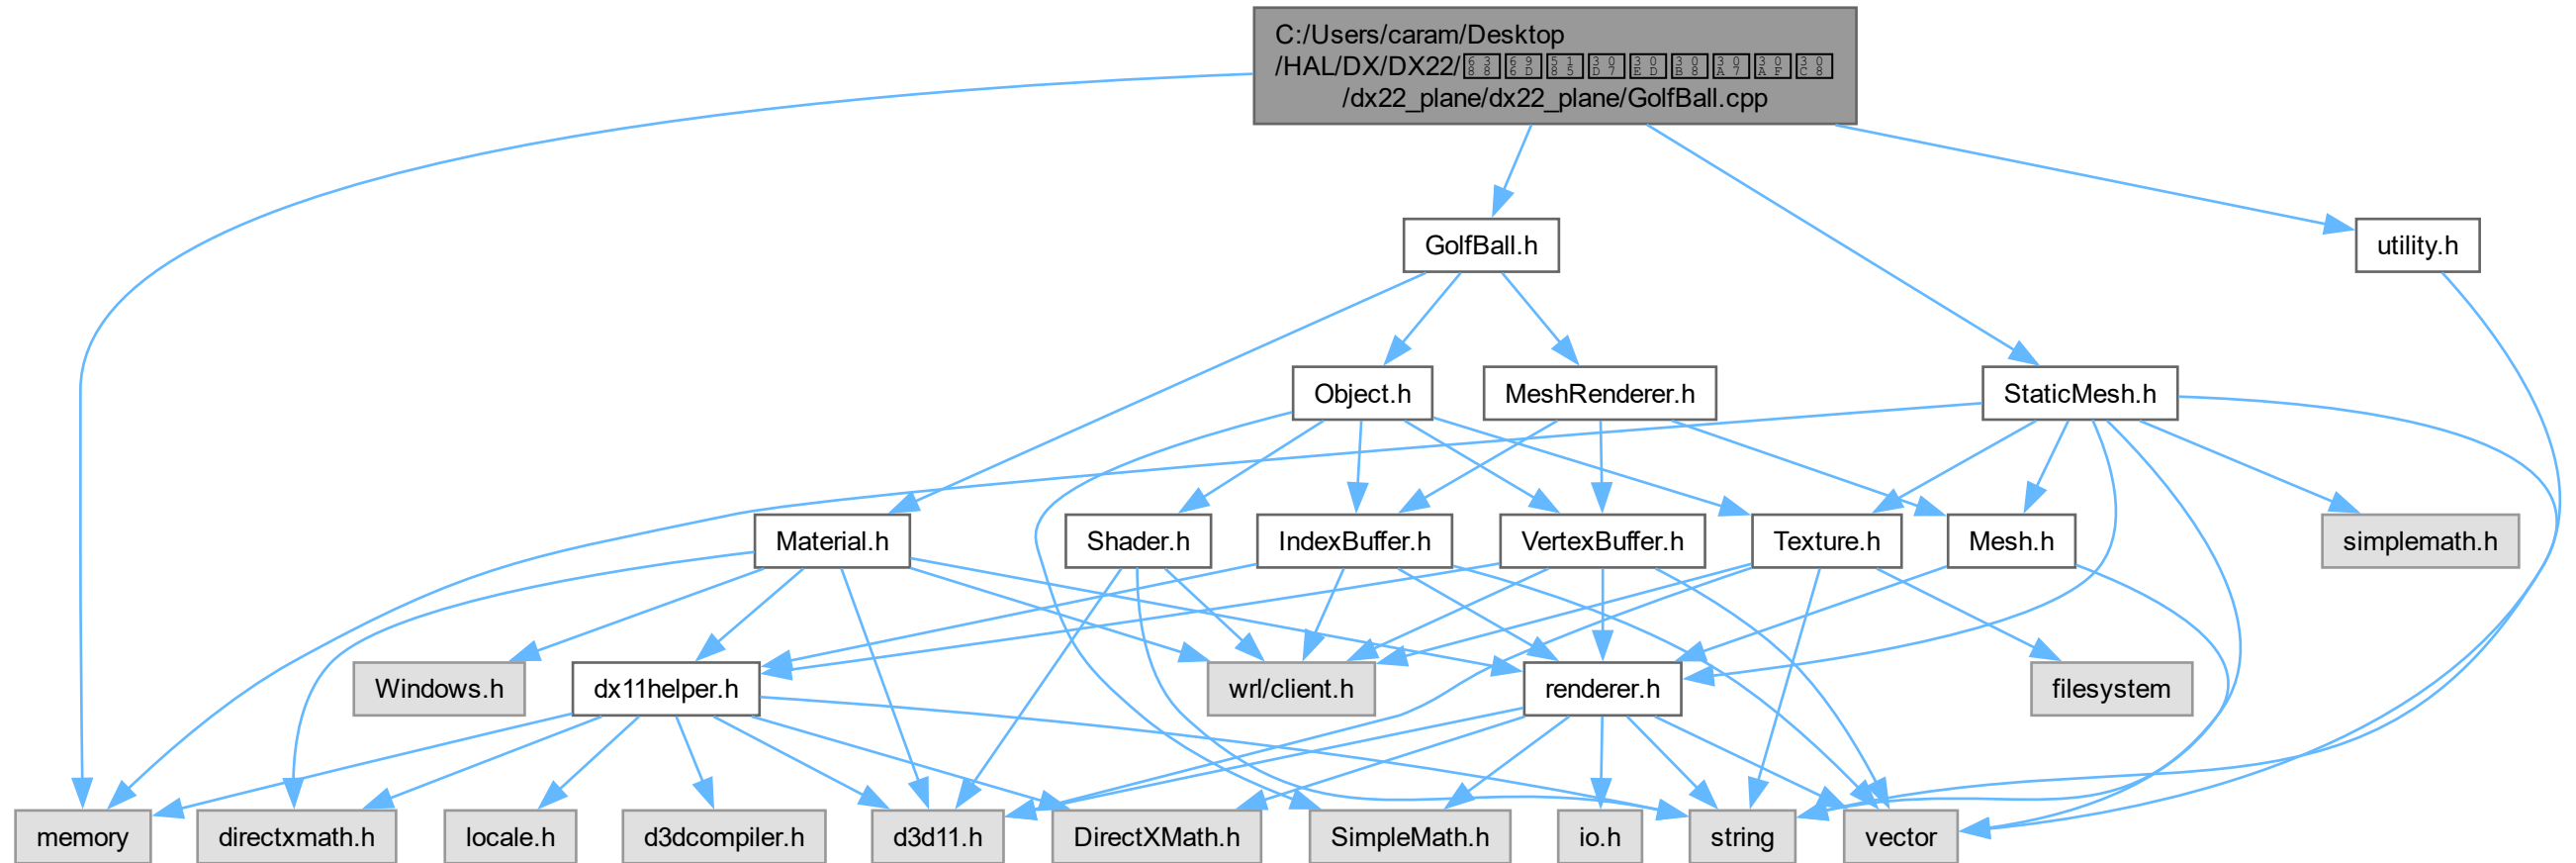 C:/Users/caram/Desktop
/HAL/DX/DX22/
/dx22_plane/dx22_plane/GolfBall.cpp
GolfBall.h
utility.h
Object.h
MeshRenderer.h
StaticMesh.h
Material.h
Shader.h
IndexBuffer.h
VertexBuffer.h
Texture.h
Mesh.h
simplemath.h
Windows.h
dx11helper.h
wrl/client.h
renderer.h
filesystem
memory
directxmath.h
locale.h
d3dcompiler.h
d3d11.h
DirectXMath.h
SimpleMath.h
io.h
string
vector